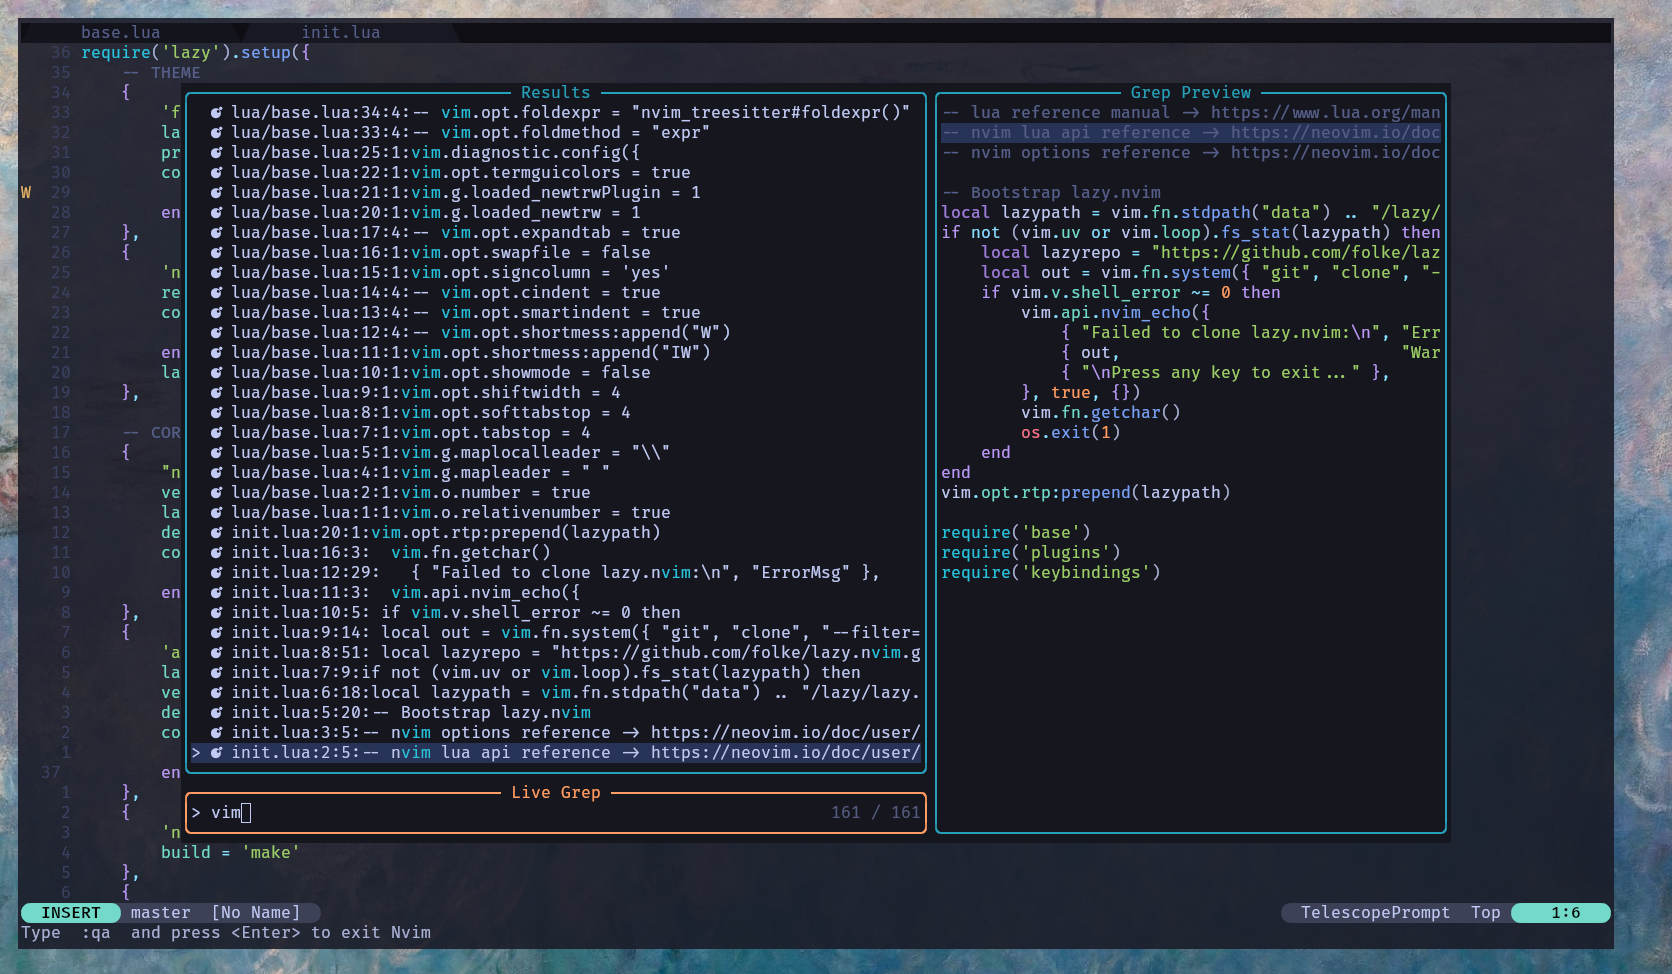 base.lua init.lua
36 require('lazy').setup({
35 -- THEME
34 {
33 'f
32 la
31 pr
30 co
W 29
28 en
27 },
26 {
25 'n
24 re
23 co
22
21 en
20 la
19 },
18
17 -- COR
16 {
15 "n
14 ve
13 la
12 de
11 co
10
9 en
8 },
7 {
6 'a
5 la
4 ve
3 de
2 co
1
37 en
1 },
2 {
3 'n
4 build = 'make'
5 },
6 {
Results
lua/base.lua:34:4:-- vim.opt.foldexpr = "nvim_treesitter#foldexpr()"
lua/base.lua:33:4:-- vim.opt.foldmethod = "expr"
lua/base.lua:25:1:vim.diagnostic.config({
lua/base.lua:22:1:vim.opt.termguicolors = true
lua/base.lua:21:1:vim.g.loaded_newtrwPlugin = 1
lua/base.lua:20:1:vim.g.loaded_newtrw = 1
lua/base.lua:17:4:-- vim.opt.expandtab = true
lua/base.lua:16:1:vim.opt.swapfile = false
lua/base.lua:15:1:vim.opt.signcolumn = 'yes'
lua/base.lua:14:4:-- vim.opt.cindent = true
lua/base.lua:13:4:-- vim.opt.smartindent = true
lua/base.lua:12:4:-- vim.opt.shortmess:append("W")
lua/base.lua:11:1:vim.opt.shortmess:append("IW")
lua/base.lua:10:1:vim.opt.showmode = false
lua/base.lua:9:1:vim.opt.shiftwidth = 4
lua/base.lua:8:1:vim.opt.softtabstop = 4
lua/base.lua:7:1:vim.opt.tabstop = 4
lua/base.lua:5:1:vim.g.maplocalleader = "\\"
lua/base.lua:4:1:vim.g.mapleader = " "
lua/base.lua:2:1:vim.o.number = true
lua/base.lua:1:1:vim.o.relativenumber = true
init.lua:20:1:vim.opt.rtp:prepend(lazypath)
init.lua:16:3: vim.fn.getchar()
init.lua:12:29: { "Failed to clone lazy.nvim:\n", "ErrorMsg" },
init.lua:11:3: vim.api.nvim_echo({
init.lua:10:5: if vim.v.shell_error ~= 0 then
init.lua:9:14: local out = vim.fn.system({ "git", "clone", "--filter=
init.lua:8:51: local lazyrepo = "https://github.com/folke/lazy.nvim.g
init.lua:7:9:if not (vim.uv or vim.loop).fs_stat(lazypath) then
init.lua:6:18:local lazypath = vim.fn.stdpath("data") .. "/lazy/lazy.
init.lua:5:20:-- Bootstrap lazy.nvim
init.lua:3:5:-- nvim options reference -> https://neovim.io/doc/user/
> init.lua:2:5:-- nvim lua api reference -> https://neovim.io/doc/user/
Live Grep
> vim 161 / 161
Grep Preview
-- lua reference manual -> https://www.lua.org/man
-- nvim lua api reference -> https://neovim.io/doc
-- nvim options reference -> https://neovim.io/doc
-- Bootstrap lazy.nvim
local lazypath = vim.fn.stdpath("data") .. "/lazy/
if not (vim.uv or vim.loop).fs_stat(lazypath) then
local lazyrepo = "https://github.com/folke/laz
local out = vim.fn.system({ "git", "clone", "-
if vim.v.shell_error ~= 0 then
vim.api.nvim_echo({
{ "Failed to clone lazy.nvim:\n", "Err
{ out, "War
{ "\nPress any key to exit..." },
}, true, {})
vim.fn.getchar()
os.exit(1)
end
end
vim.opt.rtp:prepend(lazypath)
require('base')
require('plugins')
require('keybindings')
INSERT master [No Name] TelescopePrompt Top 1:6
Type :qa and press <Enter> to exit Nvim